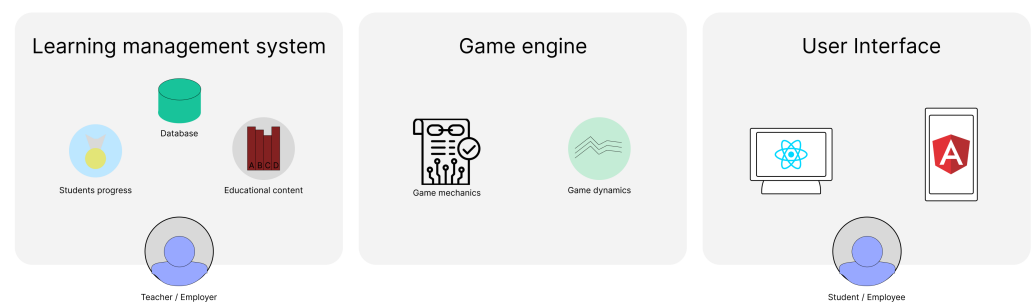 Learning management system
Game engine
User Interface
Database
Students progress
A B C D
Educational content
Game mechanics
Game dynamics
A
Teacher / Employer
Student / Employee